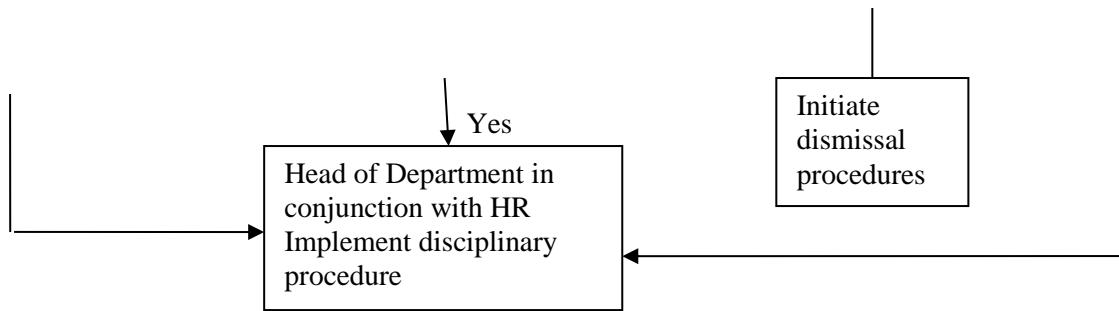 Yes
Head of Department in
conjunction with HR
Implement disciplinary
procedure
Initiate
dismissal
procedures